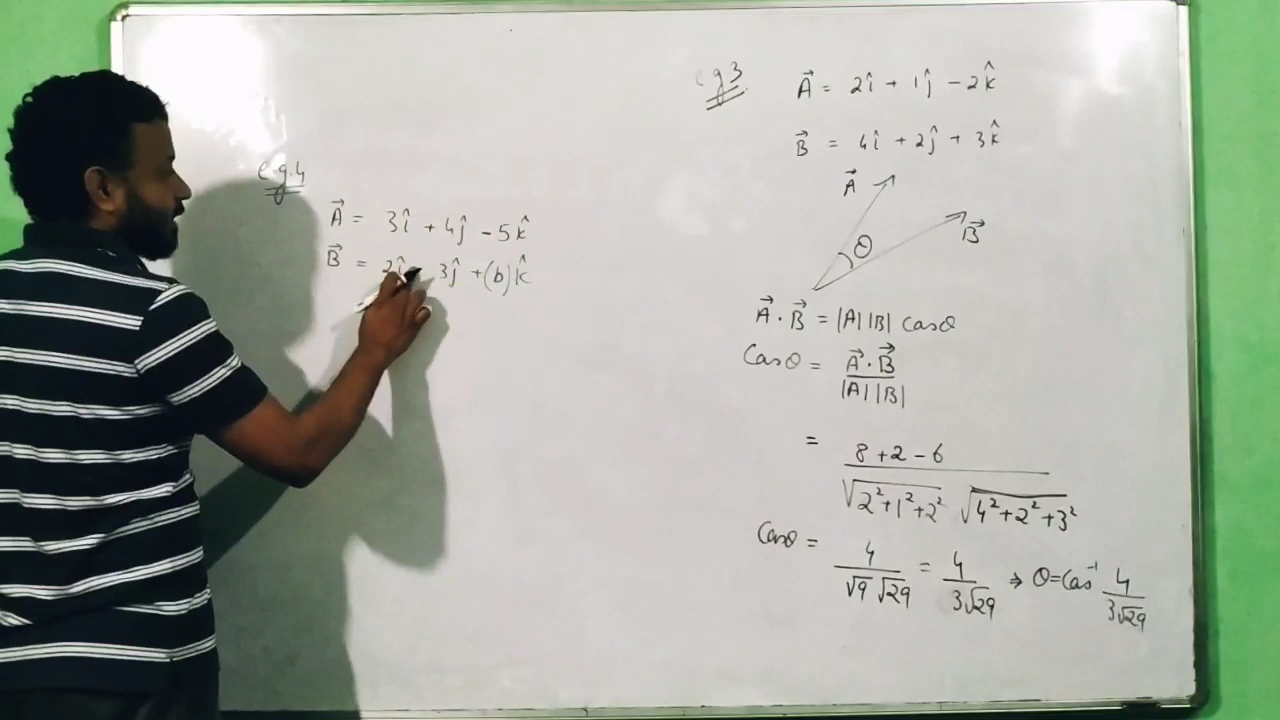 e.g.4
A⃗ = 3î + 4ĵ - 5k̂
B⃗ = 2î 3ĵ + (b)k̂
eg3
A⃗ = 2î + 1ĵ - 2k̂
B⃗ = 4î + 2ĵ + 3k̂
A⃗
θ
B⃗
A⃗ . B⃗ = |A| |B| cosθ
Cosθ = A⃗ . B⃗ / |A| |B|
= 8 + 2 - 6 / √2²+1²+2² √4²+2²+3²
Cosθ = 4 / √9 √29 = 4 / 3√29 ⇒ θ = Cos⁻¹ 4 / 3√29